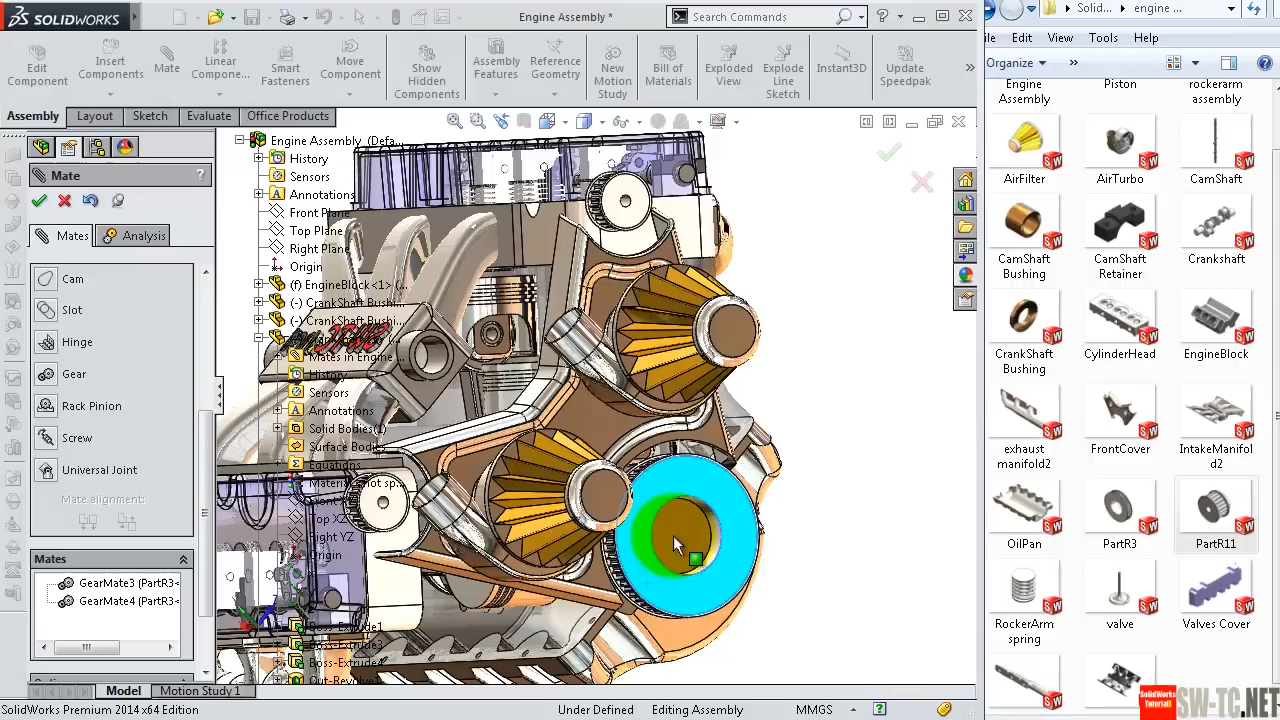 SOLIDWORKS
Engine Assembly *
Search Commands
Solid...
engine ...
Edit
View
Tools
Help
Organize
»
Edit
Component
Insert
Components
Mate
Linear
Compone...
Smart
Fasteners
Move
Component
Show
Hidden
Components
Assembly
Features
Reference
Geometry
New
Motion
Study
Bill of
Materials
Exploded
View
Explode
Line
Sketch
Instant3D
Update
Speedpak
»
Assembly
Layout
Sketch
Evaluate
Office Products
Mate
?
Mates
Analysis
Cam
Slot
Hinge
Gear
Rack Pinion
Screw
Universal Joint
Mate alignment:
Mates
GearMate3 (PartR3<
GearMate4 (PartR3<
Engine Assembly (Defa...
History
Sensors
Annotations
Front Plane
Top Plane
Right Plane
Origin
(f) EngineBlock<1>
(-) CrankShaft Bushi...
(-) CrankShaft Bushi...
Mates in Engine
History
Sensors
Annotations
Solid Bodies(1)
Surface Bodies
Equations
Top XZ
Right YZ
Origin
Boss-Extrude1
Boss-Extrude3
Boss-Extrude4
Cut-Revolve1
Engine
Assembly
Piston
rockerarm
assembly
AirFilter
AirTurbo
CamShaft
CamShaft
Bushing
CamShaft
Retainer
Crankshaft
CrankShaft
Bushing
CylinderHead
EngineBlock
exhaust
manifold2
FrontCover
IntakeManifol
d2
OilPan
PartR3
PartR11
RockerArm
spring
valve
Valves Cover
Model
Motion Study 1
SolidWorks Premium 2014 x64 Edition
Under Defined
Editing Assembly
MMGS
SolidWorks
Tutorial
SW-TC.NET